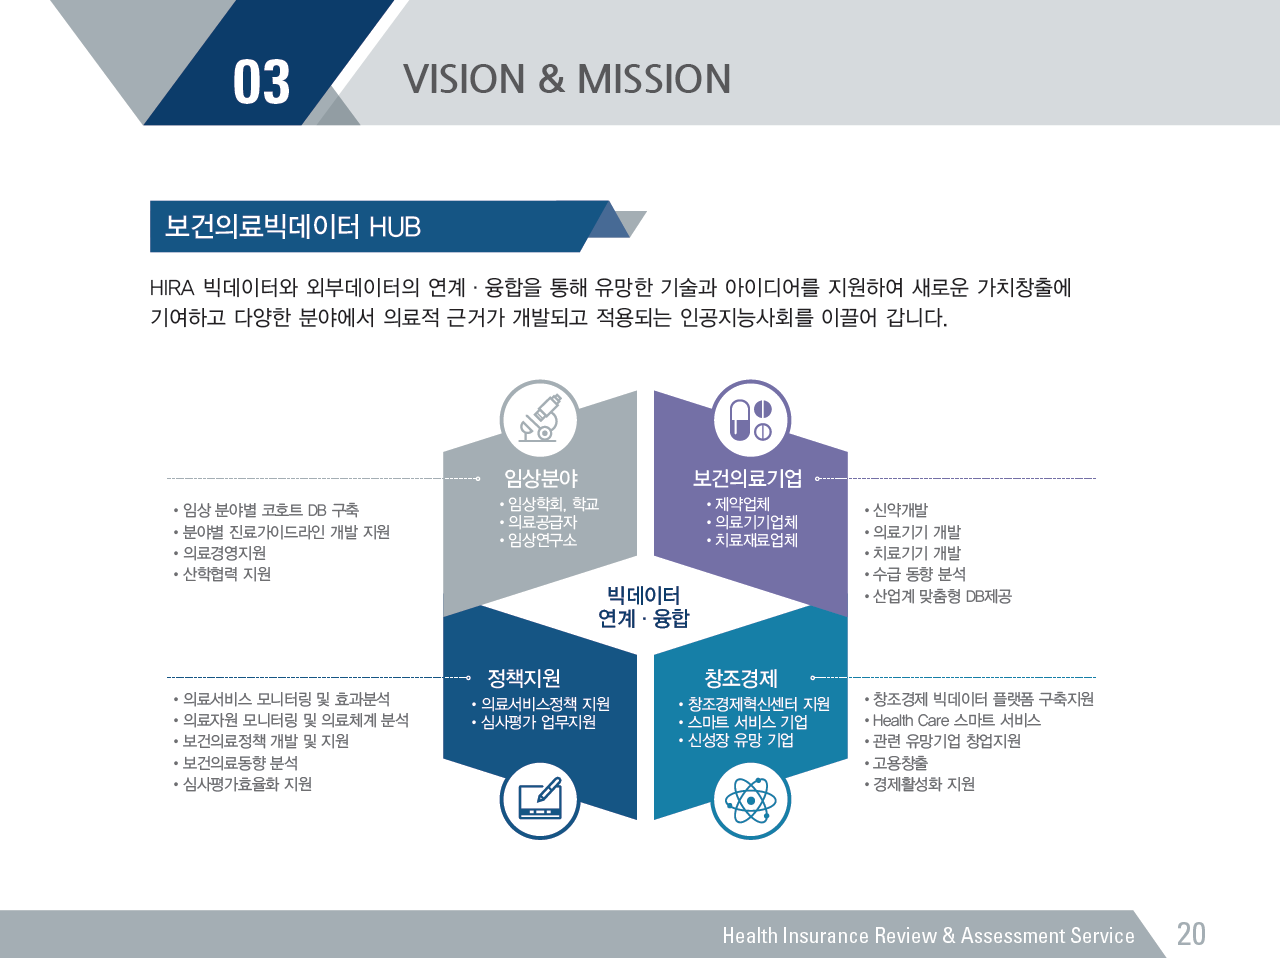 03
VISION & MISSION
보건의료빅데이터 HUB
HIRA 빅데이터와 외부데이터의 연계·융합을 통해 유망한 기술과 아이디어를 지원하여 새로운 가치창출에
기여하고 다양한 분야에서 의료적 근거가 개발되고 적용되는 인공지능사회를 이끌어 갑니다.
임상분야
• 임상학회, 학교
• 의료공급자
• 임상연구소
• 임상 분야별 코호트 DB 구축
• 분야별 진료가이드라인 개발 지원
• 의료경영지원
• 산학협력 지원
보건의료기업
• 제약업체
• 의료기기업체
• 치료재료업체
• 신약개발
• 의료기기 개발
• 치료기기 개발
• 수급 동향 분석
• 산업계 맞춤형 DB제공
빅데이터
연계·융합
정책지원
• 의료서비스정책 지원
• 심사평가 업무지원
• 의료서비스 모니터링 및 효과분석
• 의료자원 모니터링 및 의료체계 분석
• 보건의료정책 개발 및 지원
• 보건의료동향 분석
• 심사평가효율화 지원
창조경제
• 창조경제혁신센터 지원
• 스마트 서비스 기업
• 신성장 유망 기업
• 창조경제 빅데이터 플랫폼 구축지원
• Health Care 스마트 서비스
• 관련 유망기업 창업지원
• 고용창출
• 경제활성화 지원
Health Insurance Review & Assessment Service
20